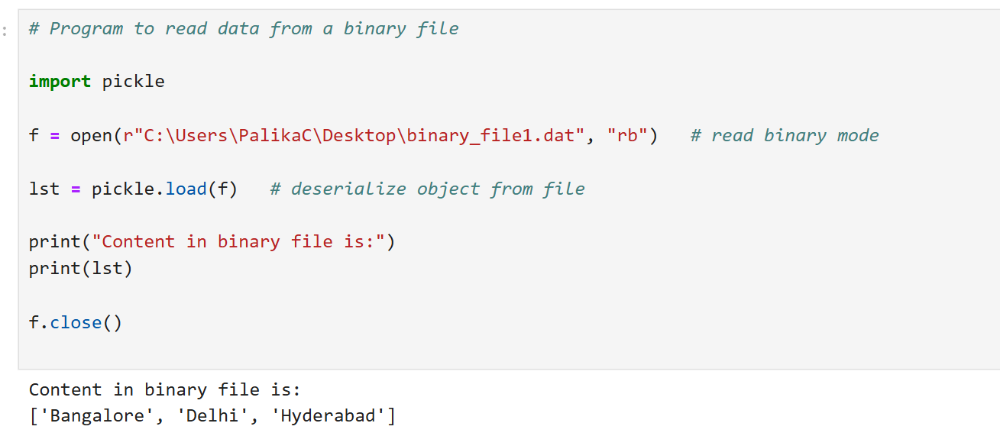 # Program to read data from a binary file
import pickle
f = open(r"C:\Users\PalikaC\Desktop\binary_file1.dat", "rb")   # read binary mode
lst = pickle.load(f)   # deserialize object from file
print("Content in binary file is:")
print(lst)
f.close()
Content in binary file is:
['Bangalore', 'Delhi', 'Hyderabad']